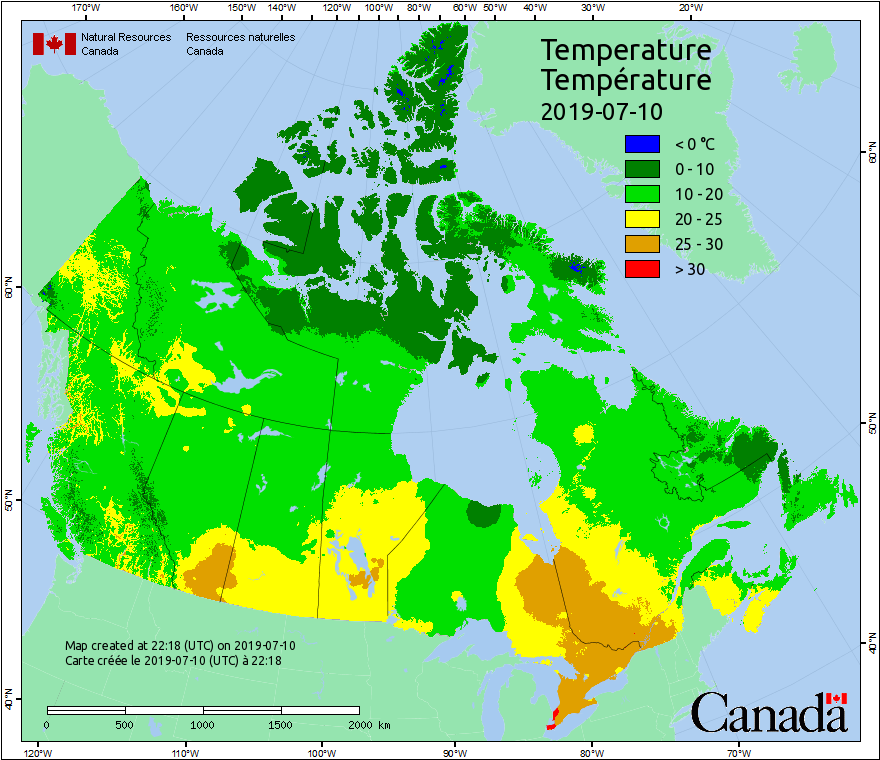 170°W 160°W 150°W 140°W 120°W 100°W 80°W 60°W 50°W 40°W 30°W 20°W
Natural Resources Ressources naturelles
Canada Canada
Temperature
Température
2019-07-10
< 0 °C
0 - 10
10 - 20
20 - 25
25 - 30
> 30
60°N
60°N
50°N
50°N
40°N
40°N
Map created at 22:18 (UTC) on 2019-07-10
Carte créée le 2019-07-10 (UTC) à 22:18
0 500 1000 1500 2000 km
Canada
120°W 110°W 100°W 90°W 80°W 70°W